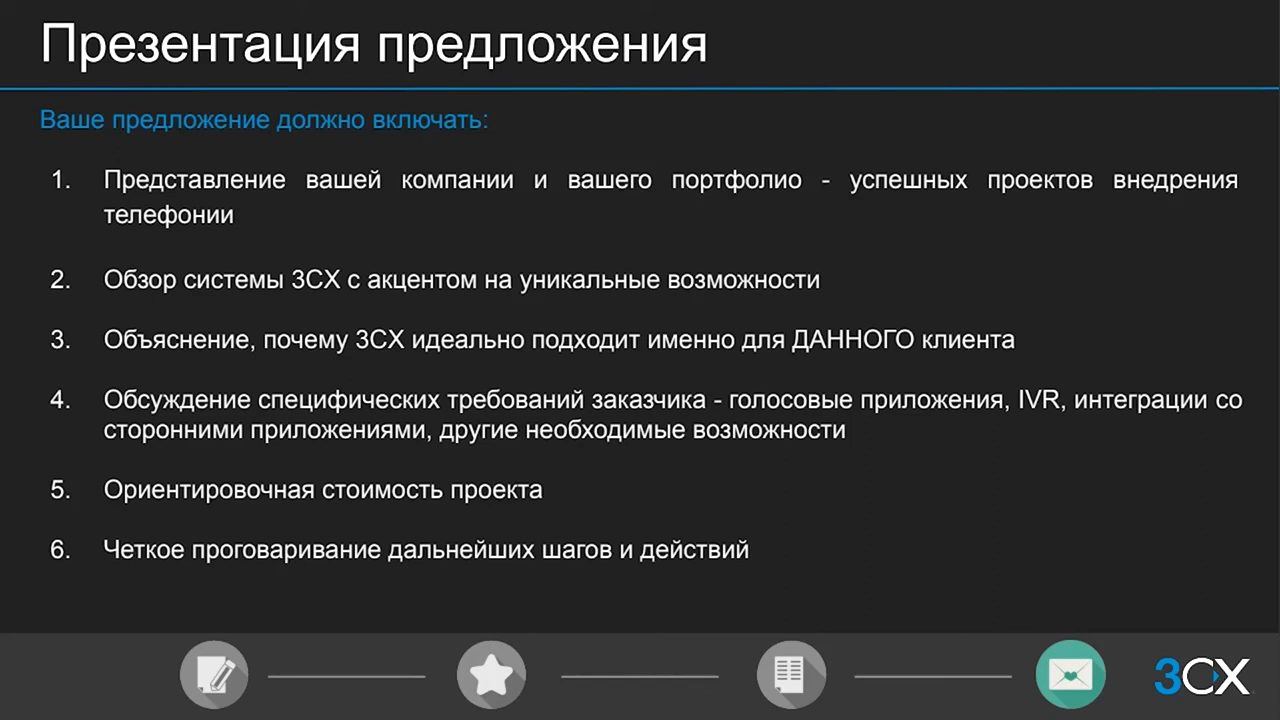 Презентация предложения
Ваше предложение должно включать:
1. Представление вашей компании и вашего портфолио - успешных проектов внедрения
телефонии
2. Обзор системы 3CX с акцентом на уникальные возможности
3. Объяснение, почему 3CX идеально подходит именно для ДАННОГО клиента
4. Обсуждение специфических требований заказчика - голосовые приложения, IVR, интеграции со
сторонними приложениями, другие необходимые возможности
5. Ориентировочная стоимость проекта
6. Четкое проговаривание дальнейших шагов и действий
3CX